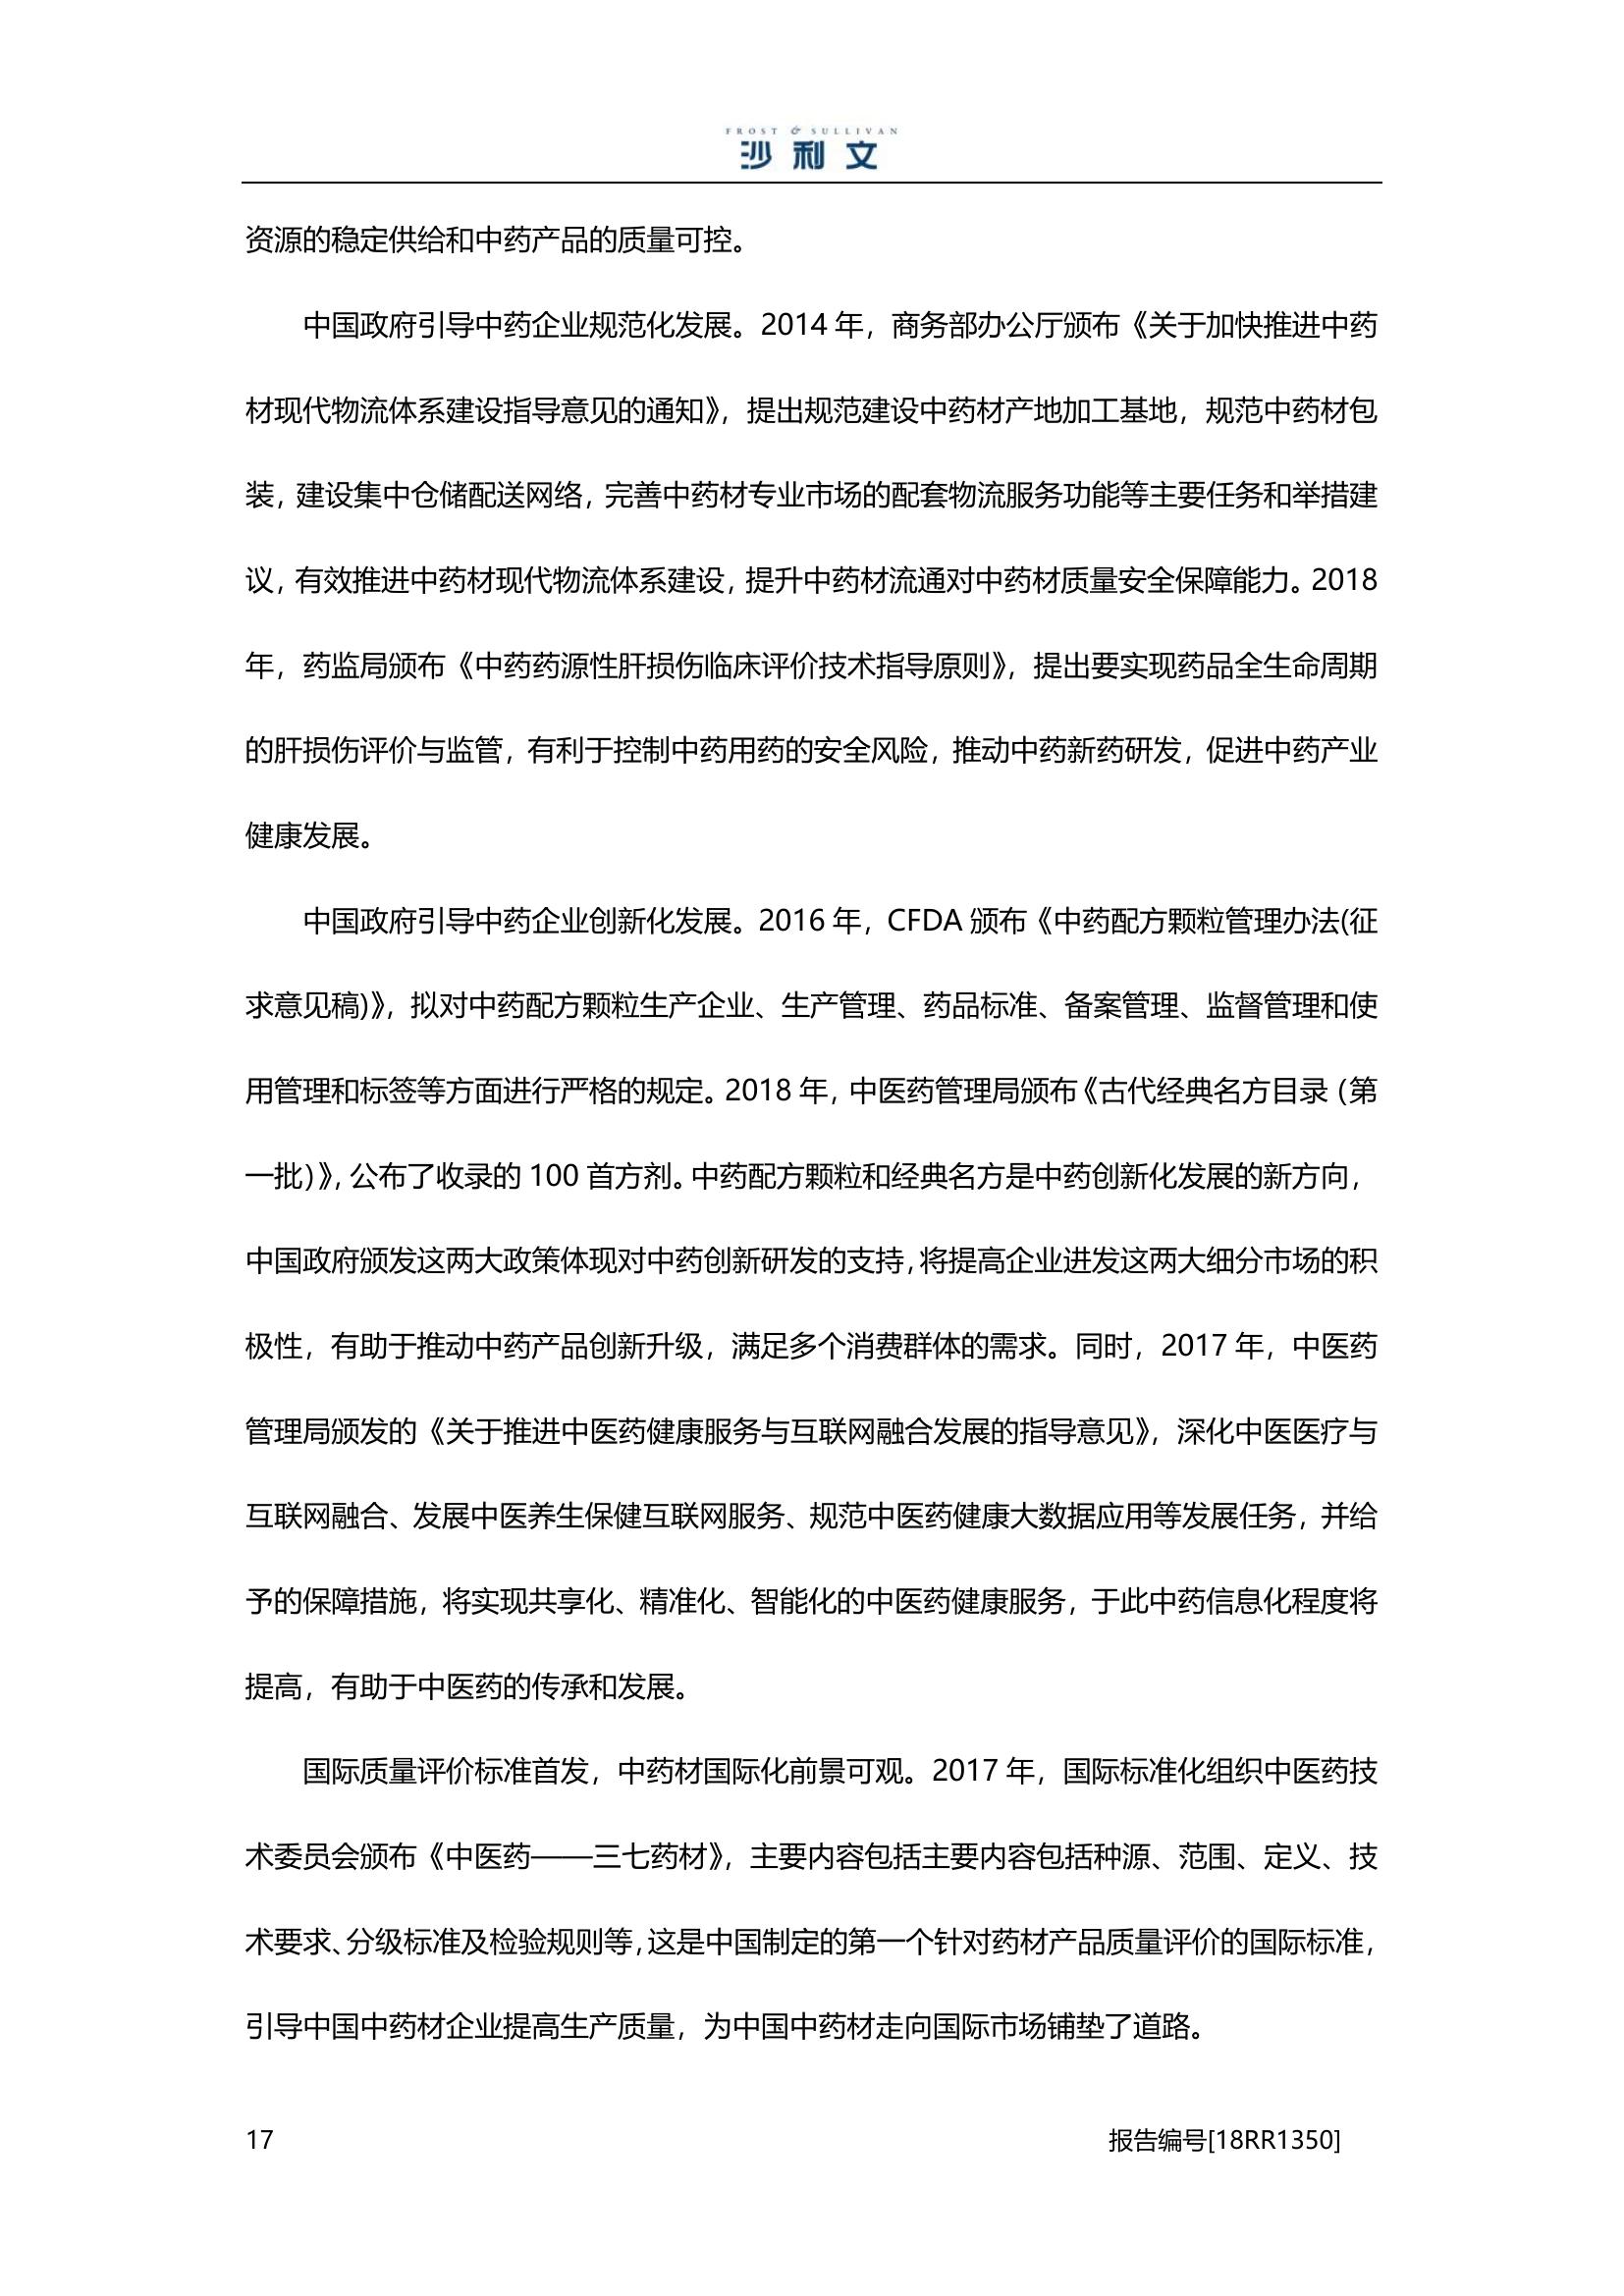 FROST & SULLIVAN
沙利文
资源的稳定供给和中药产品的质量可控。
中国政府引导中药企业规范化发展。2014 年，商务部办公厅颁布《关于加快推进中药
材现代物流体系建设指导意见的通知》，提出规范建设中药材产地加工基地，规范中药材包
装，建设集中仓储配送网络，完善中药材专业市场的配套物流服务功能等主要任务和举措建
议，有效推进中药材现代物流体系建设，提升中药材流通对中药材质量安全保障能力。2018
年，药监局颁布《中药药源性肝损伤临床评价技术指导原则》，提出要实现药品全生命周期
的肝损伤评价与监管，有利于控制中药用药的安全风险，推动中药新药研发，促进中药产业
健康发展。
中国政府引导中药企业创新化发展。2016 年，CFDA 颁布《中药配方颗粒管理办法(征
求意见稿)》，拟对中药配方颗粒生产企业、生产管理、药品标准、备案管理、监督管理和使
用管理和标签等方面进行严格的规定。2018 年，中医药管理局颁布《古代经典名方目录（第
一批）》，公布了收录的 100 首方剂。中药配方颗粒和经典名方是中药创新化发展的新方向，
中国政府颁发这两大政策体现对中药创新研发的支持，将提高企业进发这两大细分市场的积
极性，有助于推动中药产品创新升级，满足多个消费群体的需求。同时，2017 年，中医药
管理局颁发的《关于推进中医药健康服务与互联网融合发展的指导意见》，深化中医医疗与
互联网融合、发展中医养生保健互联网服务、规范中医药健康大数据应用等发展任务，并给
予的保障措施，将实现共享化、精准化、智能化的中医药健康服务，于此中药信息化程度将
提高，有助于中医药的传承和发展。
国际质量评价标准首发，中药材国际化前景可观。2017 年，国际标准化组织中医药技
术委员会颁布《中医药——三七药材》，主要内容包括主要内容包括种源、范围、定义、技
术要求、分级标准及检验规则等，这是中国制定的第一个针对药材产品质量评价的国际标准，
引导中国中药材企业提高生产质量，为中国中药材走向国际市场铺垫了道路。
17 报告编号[18RR1350]